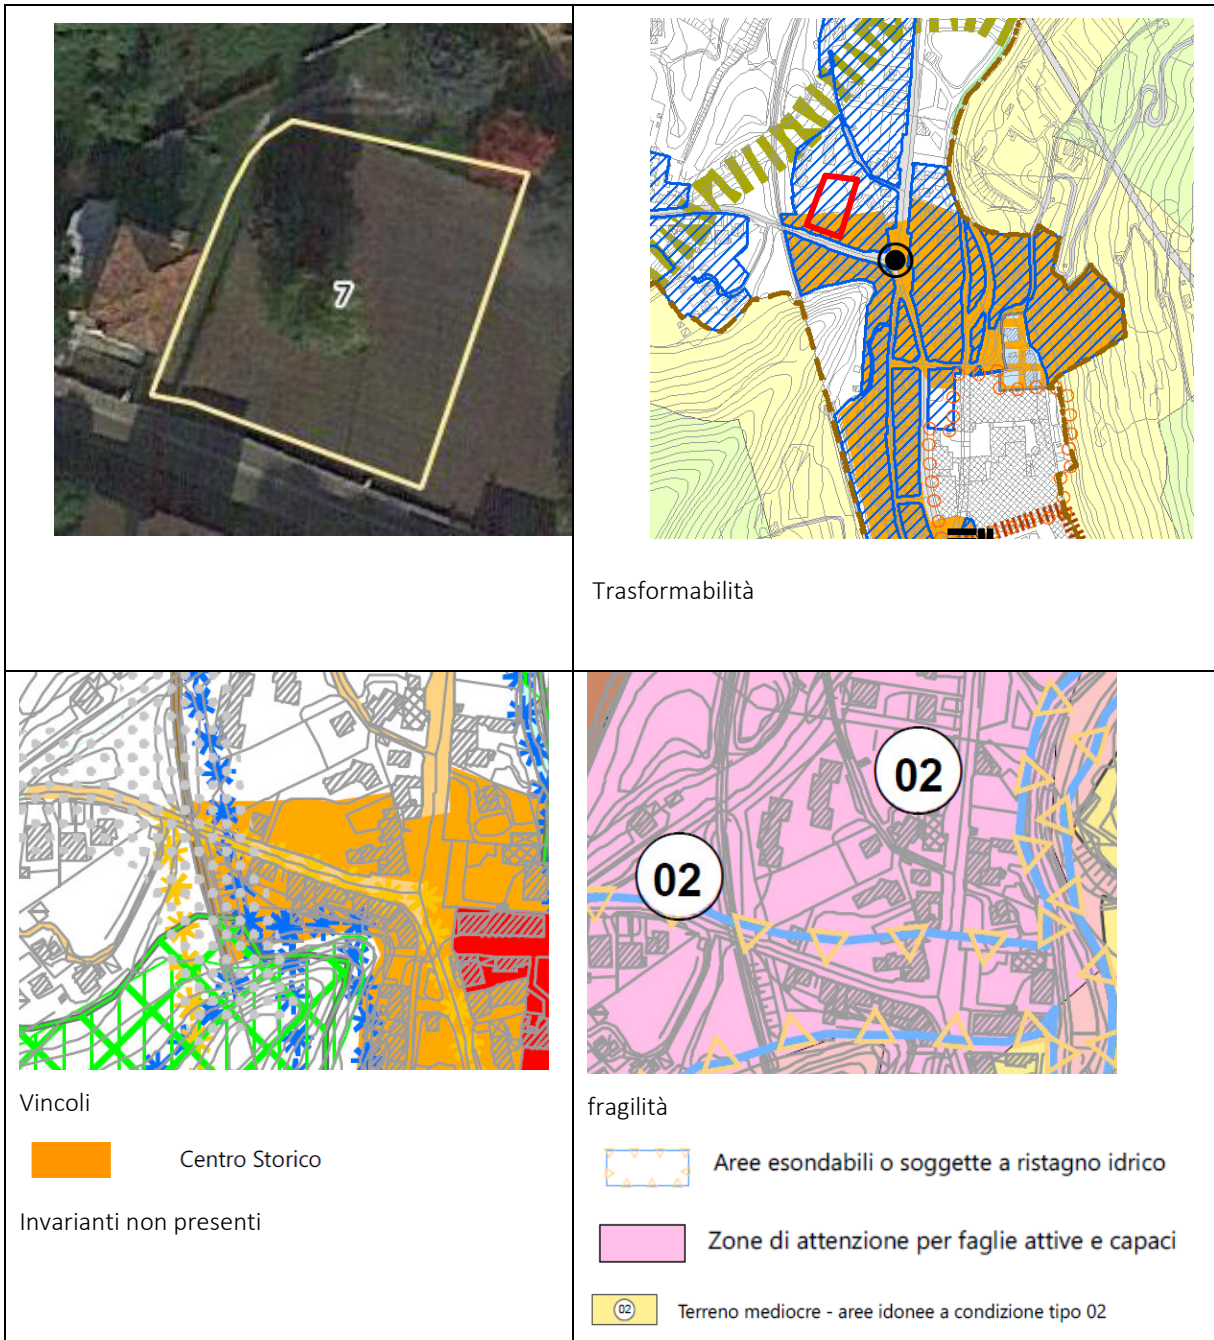 7
Trasformabilità
02
02
Vincoli
Centro Storico
Invarianti non presenti
fragilità
Aree esondabili o soggette a ristagno idrico
Zone di attenzione per faglie attive e capaci
02
Terreno mediocre - aree idonee a condizione tipo 02